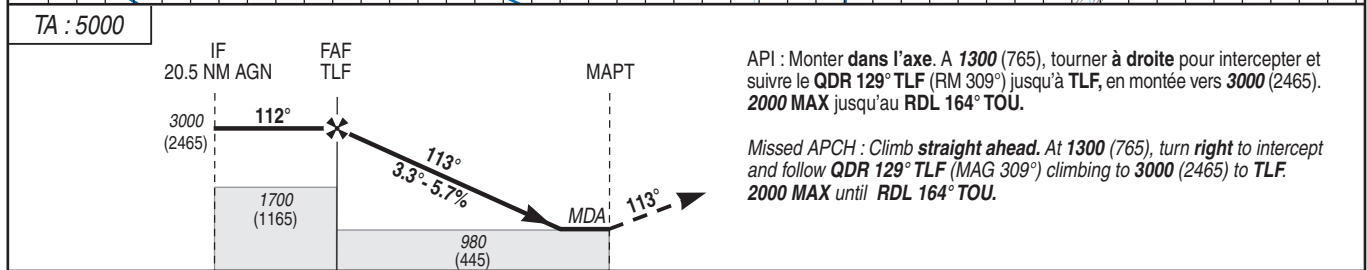 TA : 5000
IF
20.5 NM AGN
FAF
TLF
MAPT
3000
(2465)
112°
113°
3.3°- 5.7%
1700
(1165)
MDA
113°
980
(445)
API : Monter dans l'axe. A 1300 (765), tourner à droite pour intercepter et
suivre le QDR 129° TLF (RM 309°) jusqu'à TLF, en montée vers 3000 (2465).
2000 MAX jusqu'au RDL 164° TOU.
Missed APCH : Climb straight ahead. At 1300 (765), turn right to intercept
and follow QDR 129° TLF (MAG 309°) climbing to 3000 (2465) to TLF.
2000 MAX until RDL 164° TOU.